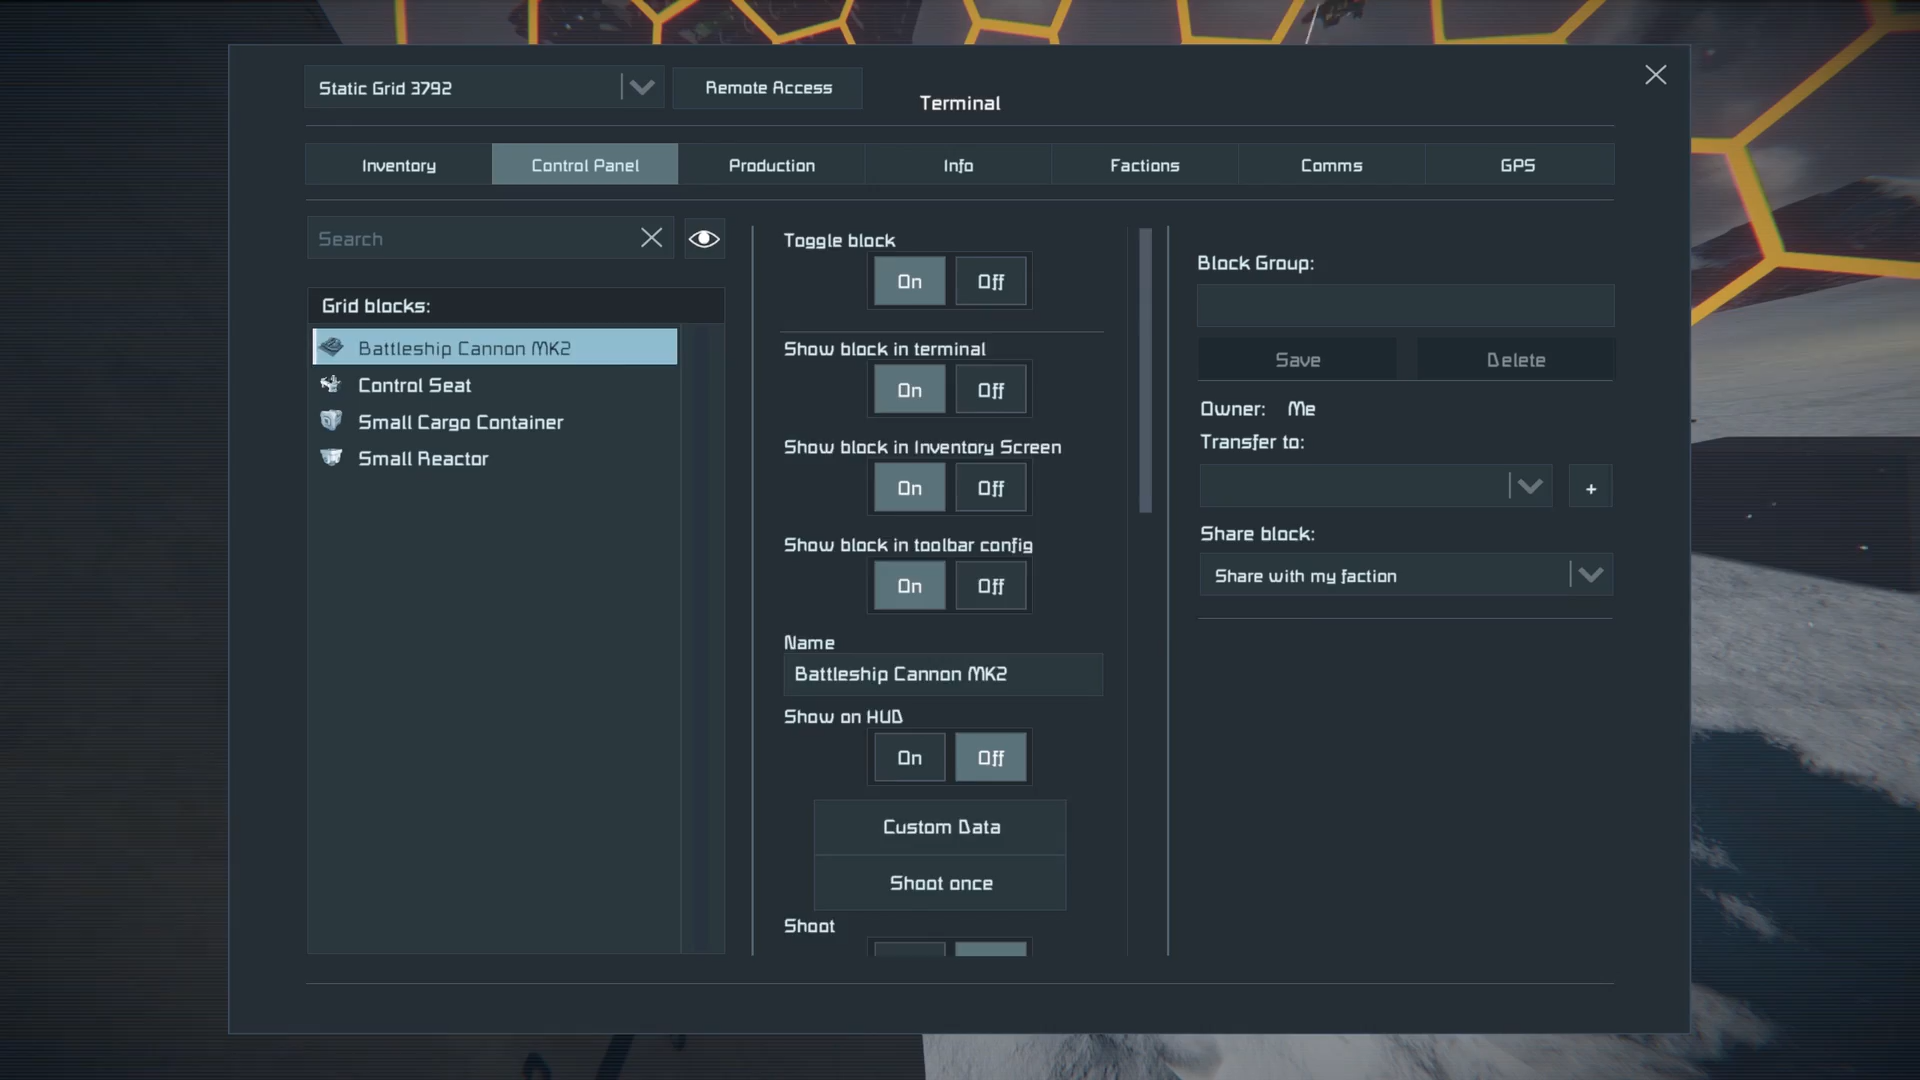 Static Grid 3792
Remote Access
Terminal
Inventory
Control Panel
Production
Info
Factions
Comms
GPS
Search
Grid blocks:
Battleship Cannon MK2
Control Seat
Small Cargo Container
Small Reactor
Toggle block
On Off
Show block in terminal
On Off
Show block in Inventory Screen
On Off
Show block in toolbar config
On Off
Name
Battleship Cannon MK2
Show on HUD
On Off
Custom Data
Shoot once
Shoot
Block Group:
Save Delete
Owner: Me
Transfer to:
+
Share block:
Share with my faction